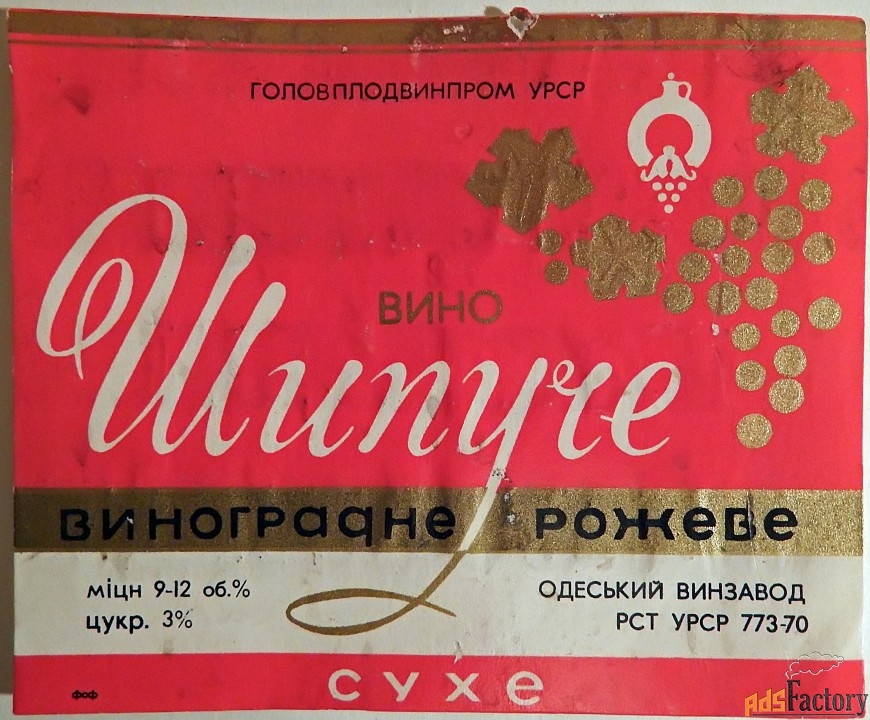 ГОЛОВПЛОДВИНПРОМ УРСР
ВИНО
Шипуче
виноградне рожеве
міцн 9-12 об.%
цукр. 3%
ОДЕСЬКИЙ ВИНЗАВОД
РСТ УРСР 773-70
сухе
фоф
AdsFactory